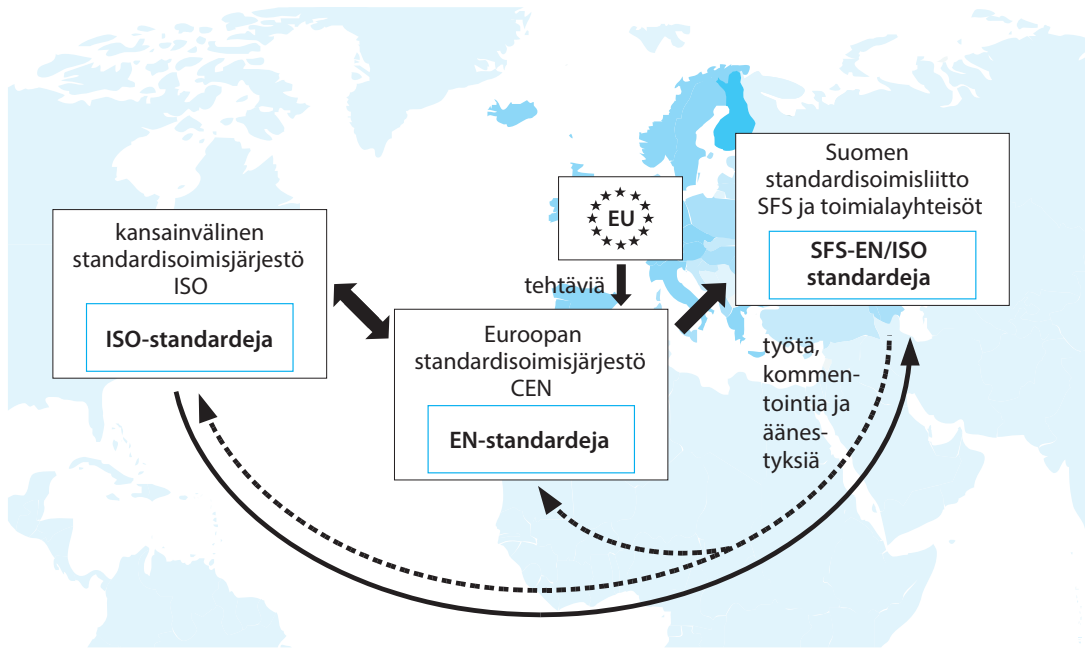 kansainvälinen
standardisoimisjärjestö
ISO
ISO-standardeja
EU
tehtäviä
Euroopan
standardisoimisjärjestö
CEN
EN-standardeja
Suomen
standardisoimisliitto
SFS ja toimialayhteisöt
SFS-EN/ISO
standardeja
työtä,
kommen-
tointia ja
äänes-
tyksiä